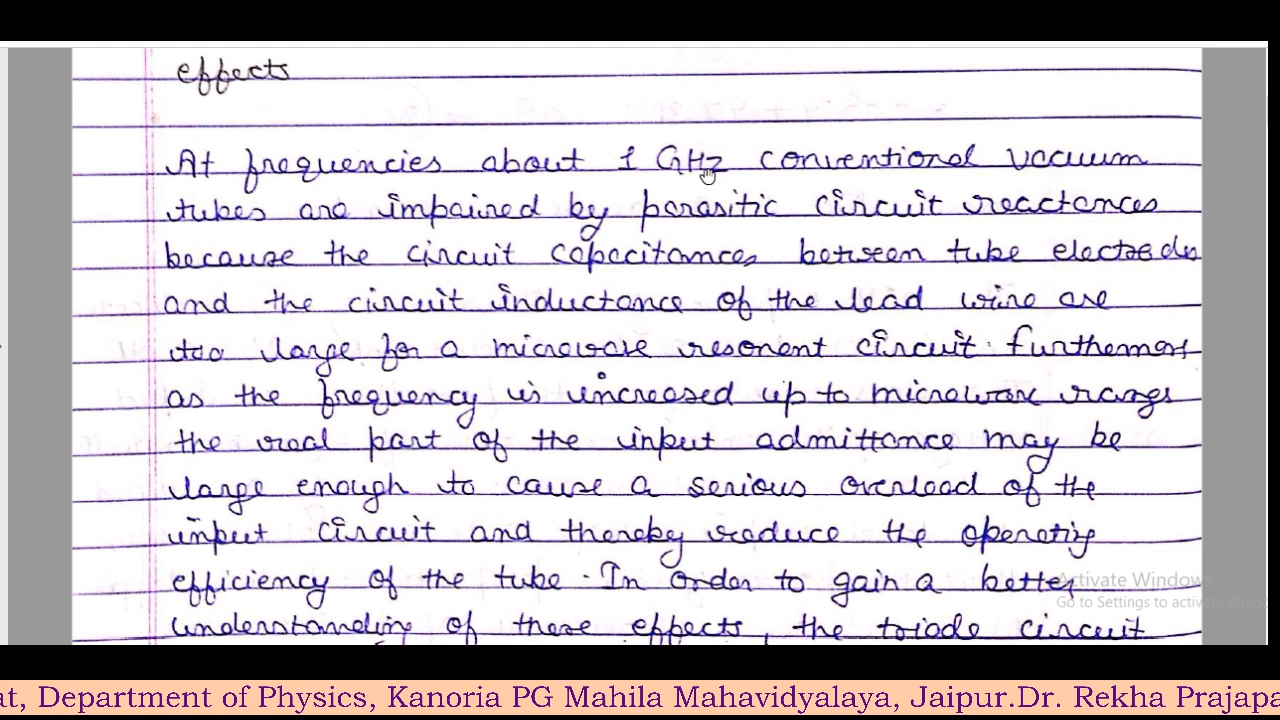 effects
At frequencies about 1 GHz conventional vacuum
tubes are impaired by parasitic circuit reactances
because the circuit capacitances between tube electrodes
and the circuit inductance of the lead wire are
too large for a microwave resonent circuit. Furthermost
as the frequency is increased up to microwave ranges
the real part of the input admittance may be
large enough to cause a serious overload of the
input circuit and thereby reduce the operating
efficiency of the tube. In order to gain a better
understanding of these effects, the triode circuit
Activate Windows
Go to Settings to activate Windo
at, Department of Physics, Kanoria PG Mahila Mahavidyalaya, Jaipur.Dr. Rekha Prajapa